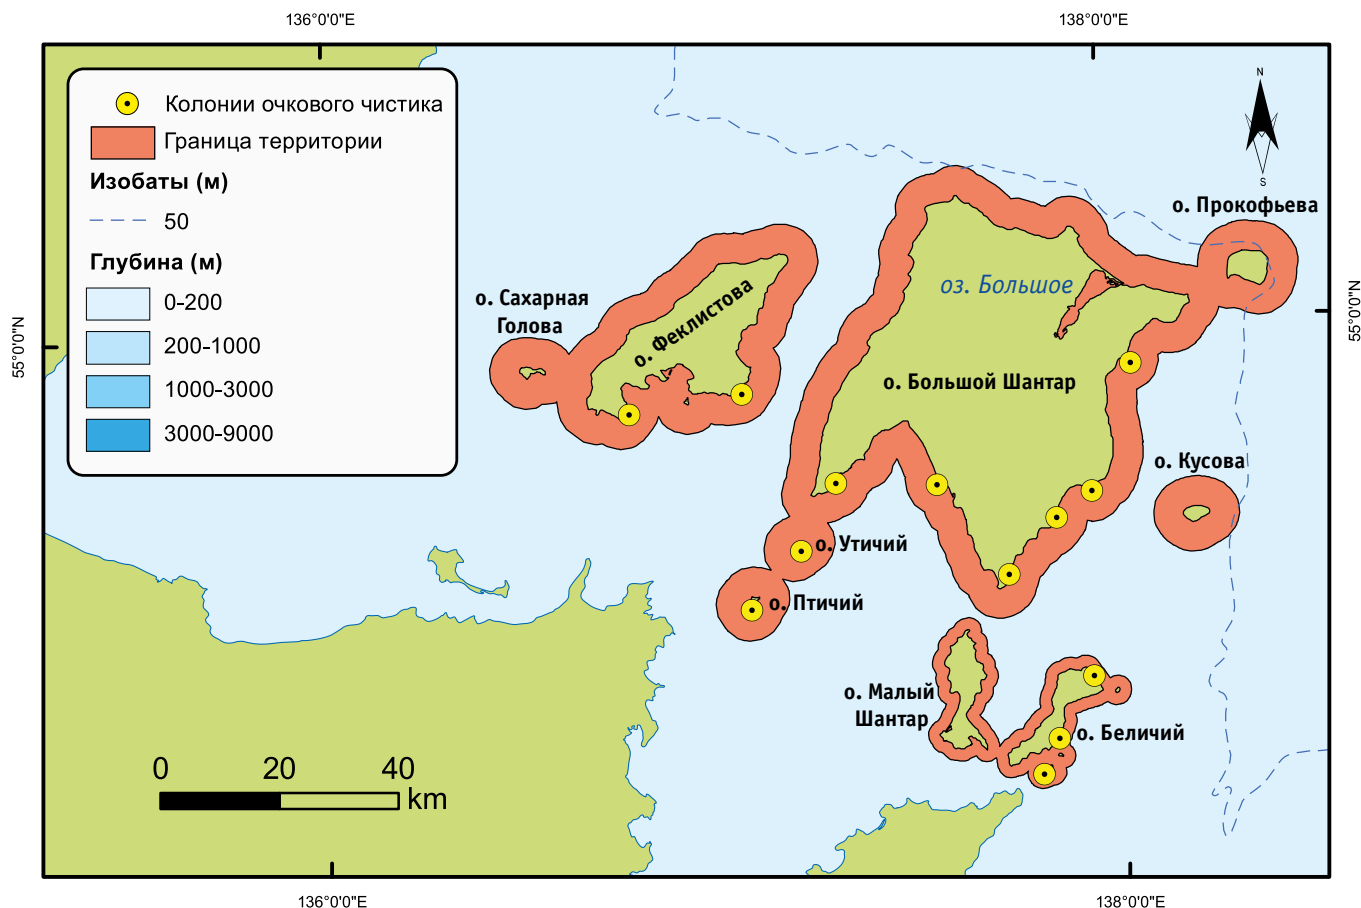 136°0'0"E
138°0'0"E
Колонии очкового чистика
Граница территории
Изобаты (м)
50
Глубина (м)
0-200
200-1000
1000-3000
3000-9000
N
S
о. Прокофьева
оз. Большое
о. Сахарная
Голова
о. Феклистова
55°0'0"N
55°0'0"N
о. Большой Шантар
о. Кусова
о. Утичий
о. Птичий
о. Малый
Шантар
о. Беличий
0 20 40
km
136°0'0"E
138°0'0"E